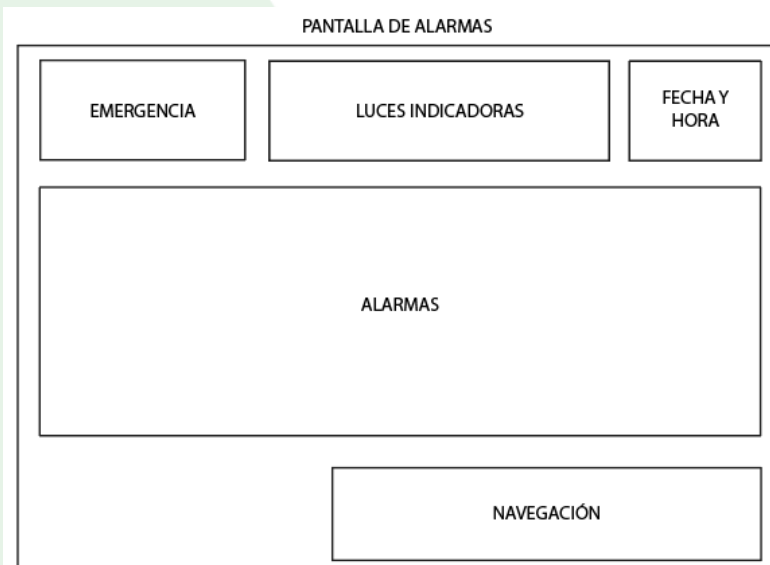 PANTALLA DE ALARMAS
EMERGENCIA
LUCES INDICADORAS
FECHA Y
HORA
ALARMAS
NAVEGACIÓN